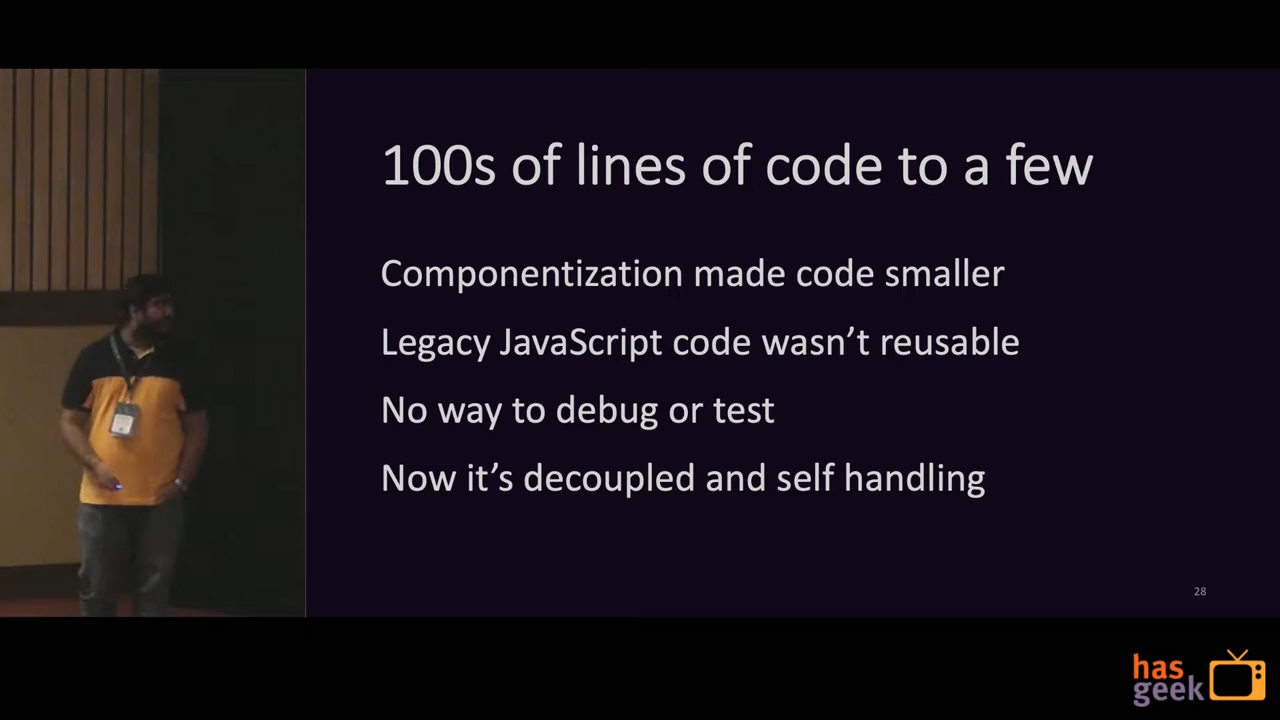 100s of lines of code to a few
Componentization made code smaller
Legacy JavaScript code wasn’t reusable
No way to debug or test
Now it’s decoupled and self handling
28
has
geek